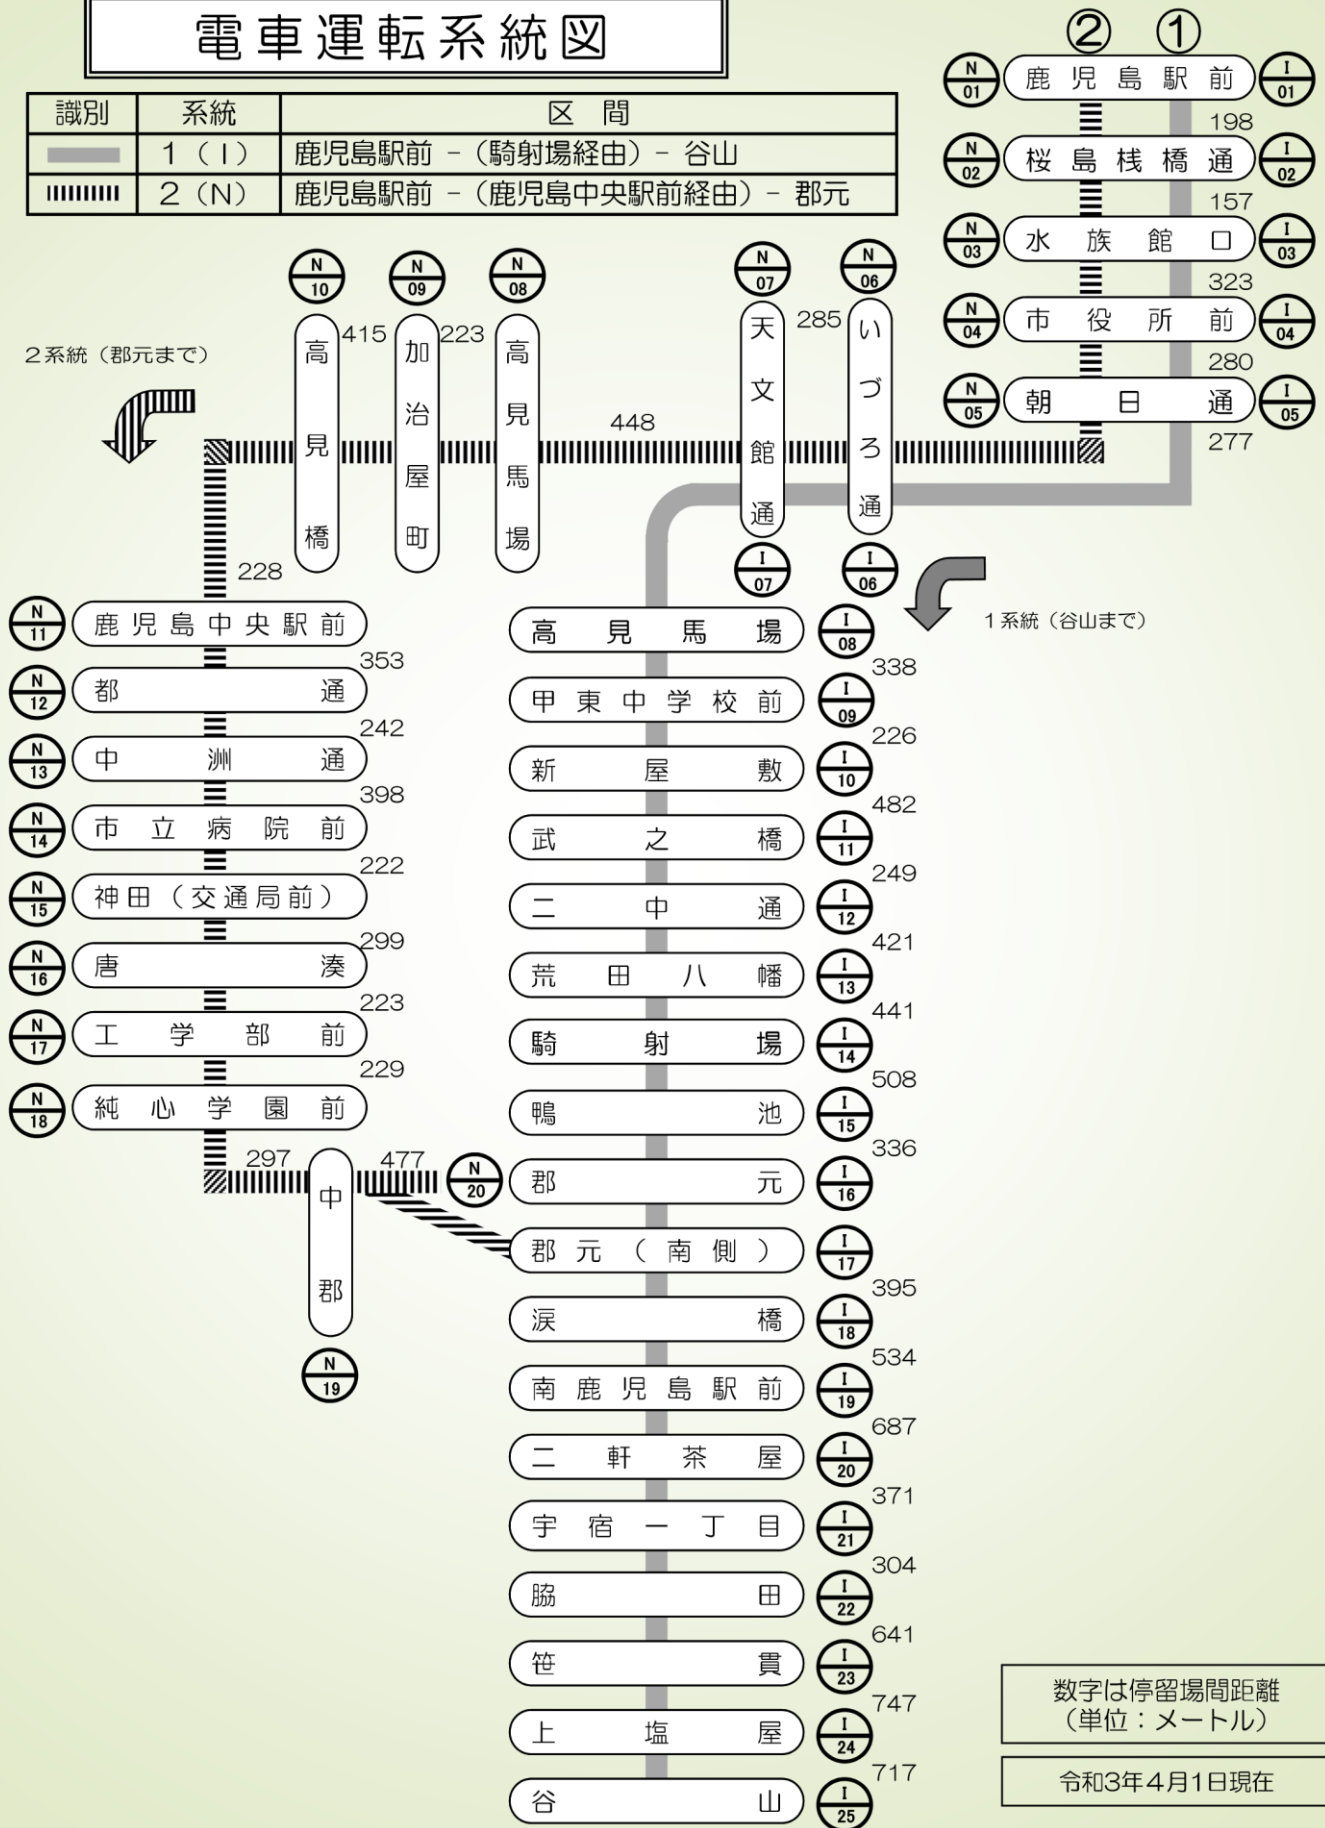 電車運転系統図
識別 系統 区間
1（I） 鹿児島駅前 － （騎射場経由） － 谷山
2（N） 鹿児島駅前 － （鹿児島中央駅前経由） － 郡元
② ①
N 01 鹿児島駅前 I 01
198
N 02 桜島桟橋通 I 02
157
N 03 水族館口 I 03
323
N 04 市役所前 I 04
280
N 05 朝日通 I 05
277
N 06 いづろ通 I 06
285
N 07 天文館通 I 07
448
N 08 高見馬場
223
N 09 加治屋町
415
N 10 高見橋
2系統（郡元まで）
1系統（谷山まで）
228
N 11 鹿児島中央駅前
353
N 12 都通
242
N 13 中洲通
398
N 14 市立病院前
222
N 15 神田（交通局前）
299
N 16 唐湊
223
N 17 工学部前
229
N 18 純心学園前
297
中郡 N 19
477
N 20
高見馬場 I 08
338
甲東中学校前 I 09
226
新屋敷 I 10
482
武之橋 I 11
249
二中通 I 12
421
荒田八幡 I 13
441
騎射場 I 14
508
鴨池 I 15
336
郡元 I 16
郡元（南側） I 17
395
涙橋 I 18
534
南鹿児島駅前 I 19
687
二軒茶屋 I 20
371
宇宿一丁目 I 21
304
脇田 I 22
641
笹貫 I 23
747
上塩屋 I 24
717
谷山 I 25
数字は停留場間距離
（単位：メートル）
令和3年4月1日現在